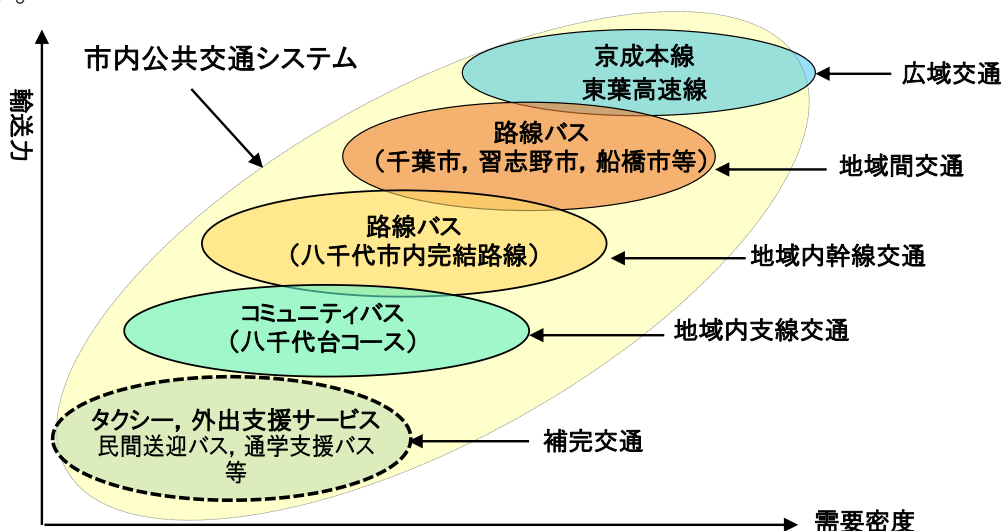 。
市内公共交通システム
輸送力
京成本線
東葉高速線
広域交通
路線バス
（千葉市，習志野市，船橋市等）
地域間交通
路線バス
（八千代市内完結路線）
地域内幹線交通
コミュニティバス
（八千代台コース）
地域内支線交通
タクシー，外出支援サービス
民間送迎バス，通学支援バス
等
補完交通
需要密度